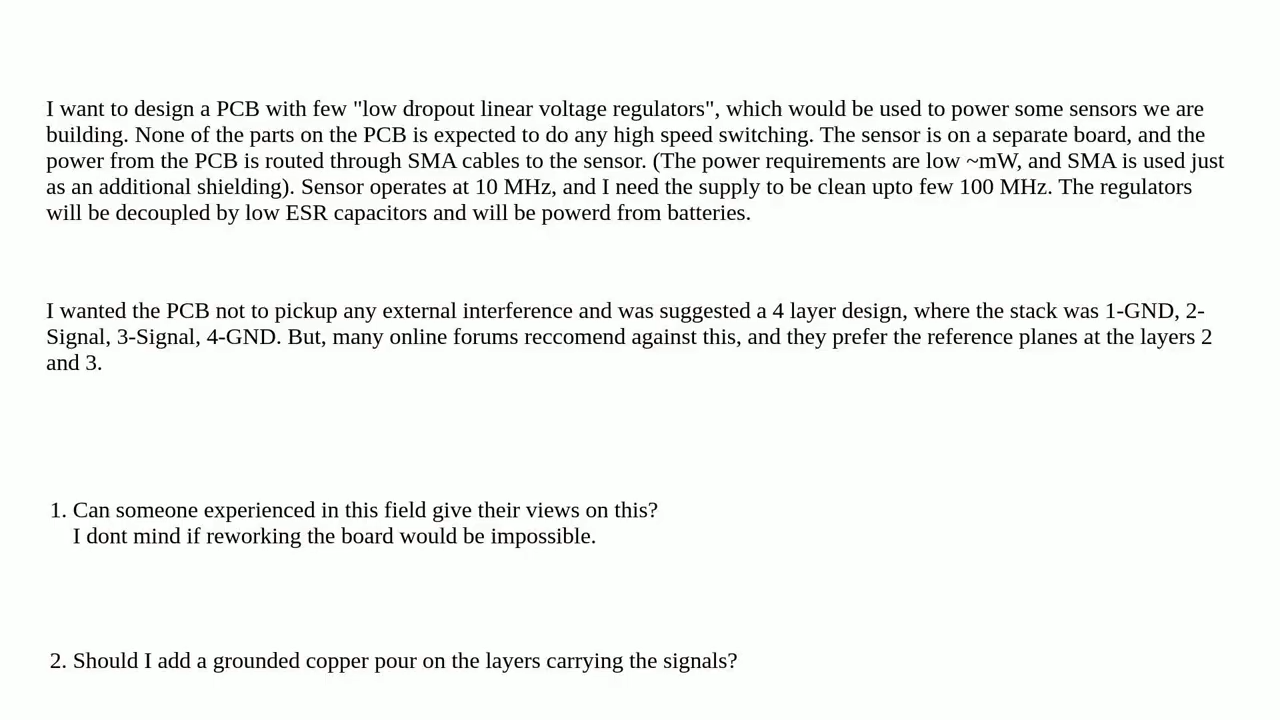 I want to design a PCB with few "low dropout linear voltage regulators", which would be used to power some sensors we are
building. None of the parts on the PCB is expected to do any high speed switching. The sensor is on a separate board, and the
power from the PCB is routed through SMA cables to the sensor. (The power requirements are low ~mW, and SMA is used just
as an additional shielding). Sensor operates at 10 MHz, and I need the supply to be clean upto few 100 MHz. The regulators
will be decoupled by low ESR capacitors and will be powerd from batteries.
I wanted the PCB not to pickup any external interference and was suggested a 4 layer design, where the stack was 1-GND, 2-
Signal, 3-Signal, 4-GND. But, many online forums reccomend against this, and they prefer the reference planes at the layers 2
and 3.
1. Can someone experienced in this field give their views on this?
I dont mind if reworking the board would be impossible.
2. Should I add a grounded copper pour on the layers carrying the signals?